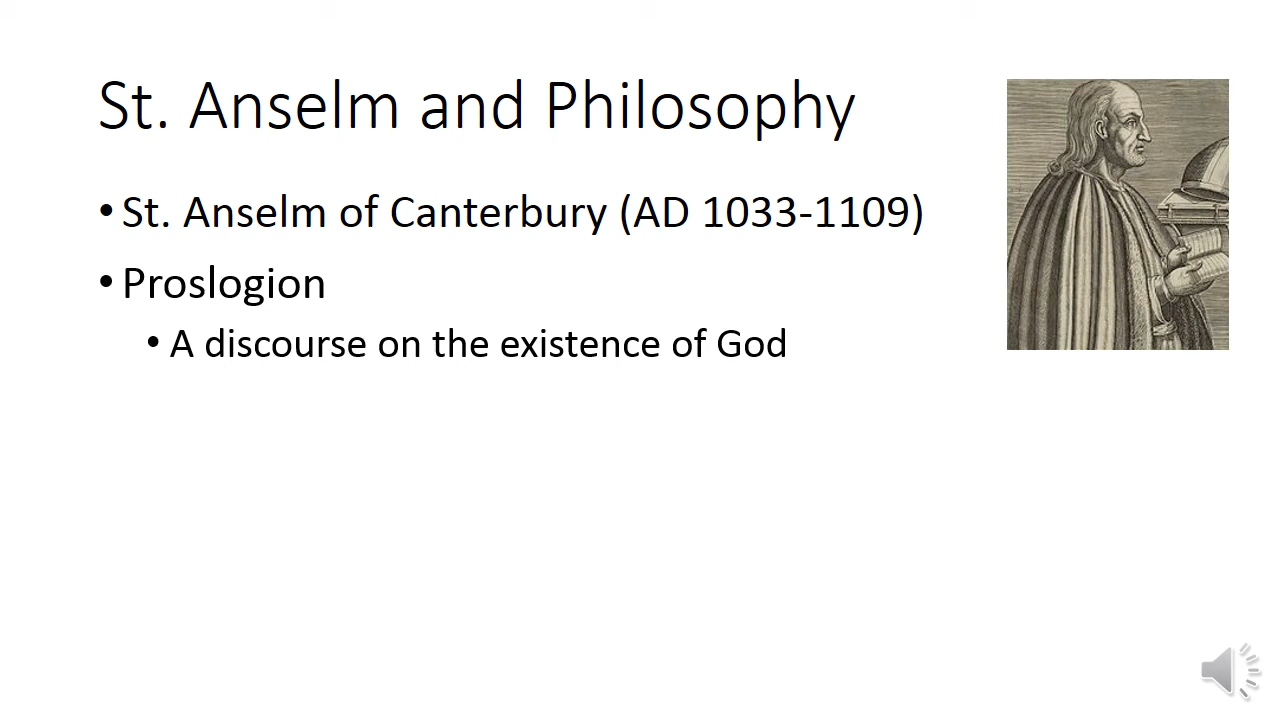 St. Anselm and Philosophy
• St. Anselm of Canterbury (AD 1033-1109)
• Proslogion
• A discourse on the existence of God